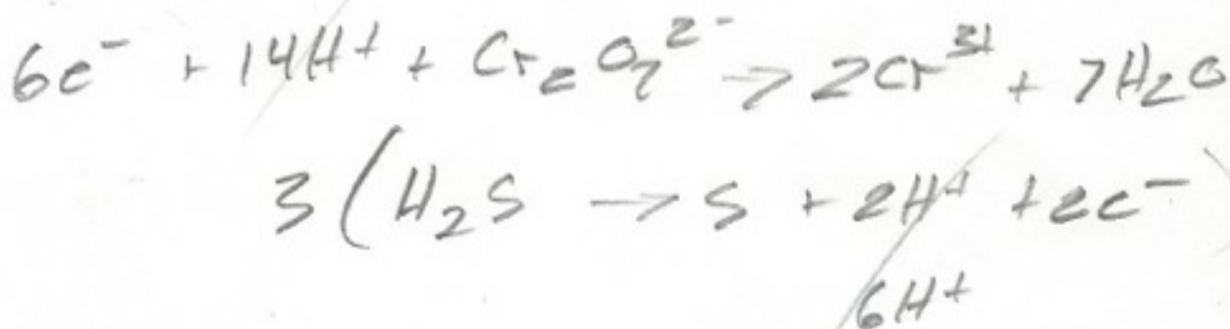 6e⁻ + 14H⁺ + Cr₂O₇²⁻ → 2Cr³⁺ + 7H₂O
3(H₂S → S + 2H⁺ + 2e⁻)
6H⁺